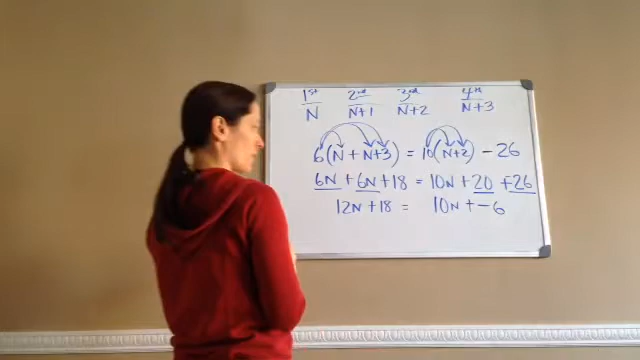 1st 2nd 3rd 4th
N N+1 N+2 N+3
6(N + N+3) = 10(N+2) - 26
6N + 6N + 18 = 10N + 20 + -26
12N + 18 = 10N + - 6